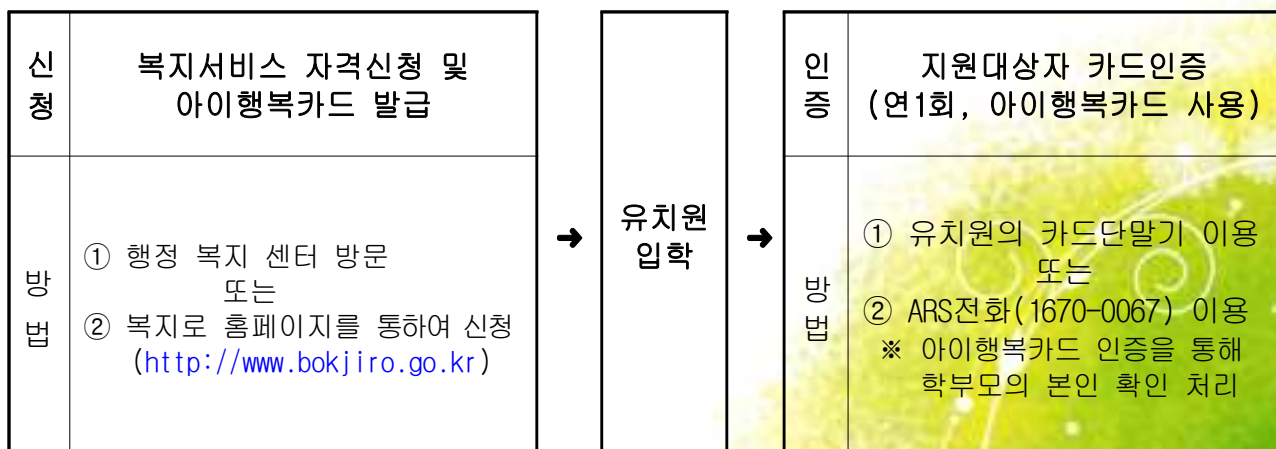 신청
복지서비스 자격신청 및
아이행복카드 발급
방법
① 행정 복지 센터 방문
또는
② 복지로 홈페이지를 통하여 신청
(http://www.bokjiro.go.kr)
➜
유치원
입학
➜
인증
지원대상자 카드인증
(연1회, 아이행복카드 사용)
방법
① 유치원의 카드단말기 이용
또는
② ARS전화(1670-0067) 이용
※ 아이행복카드 인증을 통해
학부모의 본인 확인 처리